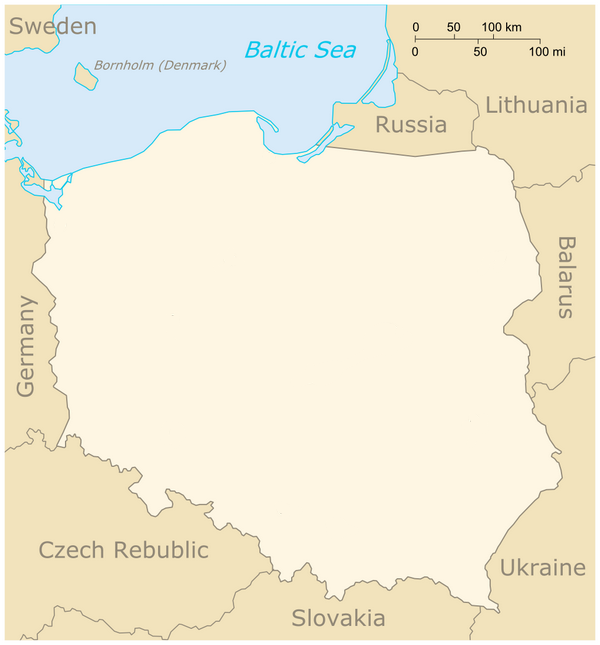 Sweden
Bornholm (Denmark)
Baltic Sea
0 50 100 km
0 50 100 mi
Lithuania
Russia
Balarus
Germany
Czech Rebublic
Ukraine
Slovakia